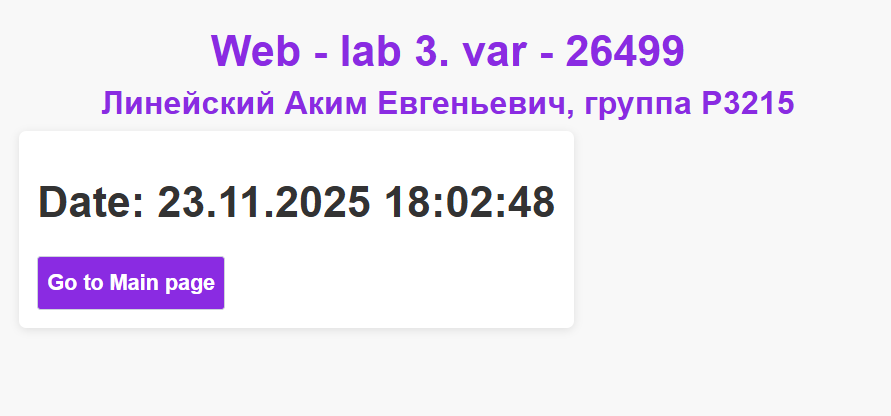 Web - lab 3. var - 26499
Линейский Аким Евгеньевич, группа P3215
Date: 23.11.2025 18:02:48
Go to Main page